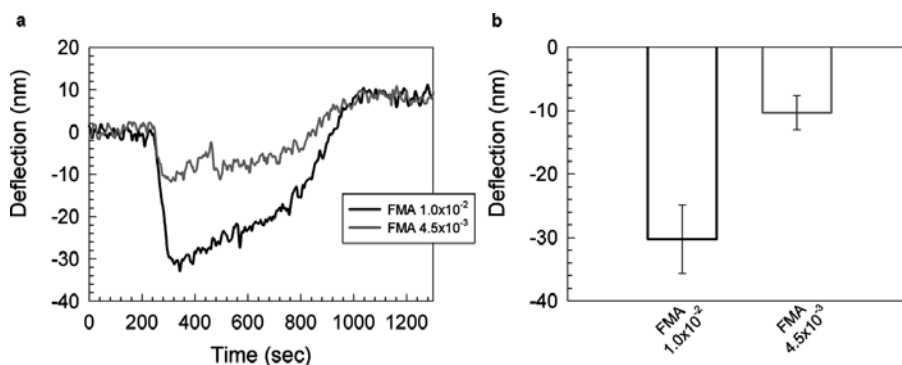 a
Deflection (nm)
20
10
0
-10
-20
-30
-40
0 200 400 600 800 1000 1200
Time (sec)
FMA 1.0x10⁻²
FMA 4.5x10⁻³
b
Deflection (nm)
0
-10
-20
-30
-40
FMA
1.0x10⁻²
FMA
4.5x10⁻³